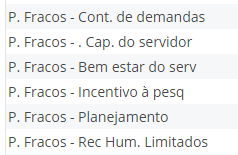 P. Fracos - Cont. de demandas
P. Fracos - . Cap. do servidor
P. Fracos - Bem estar do serv
P. Fracos - Incentivo à pesq
P. Fracos - Planejamento
P. Fracos - Rec Hum. Limitados